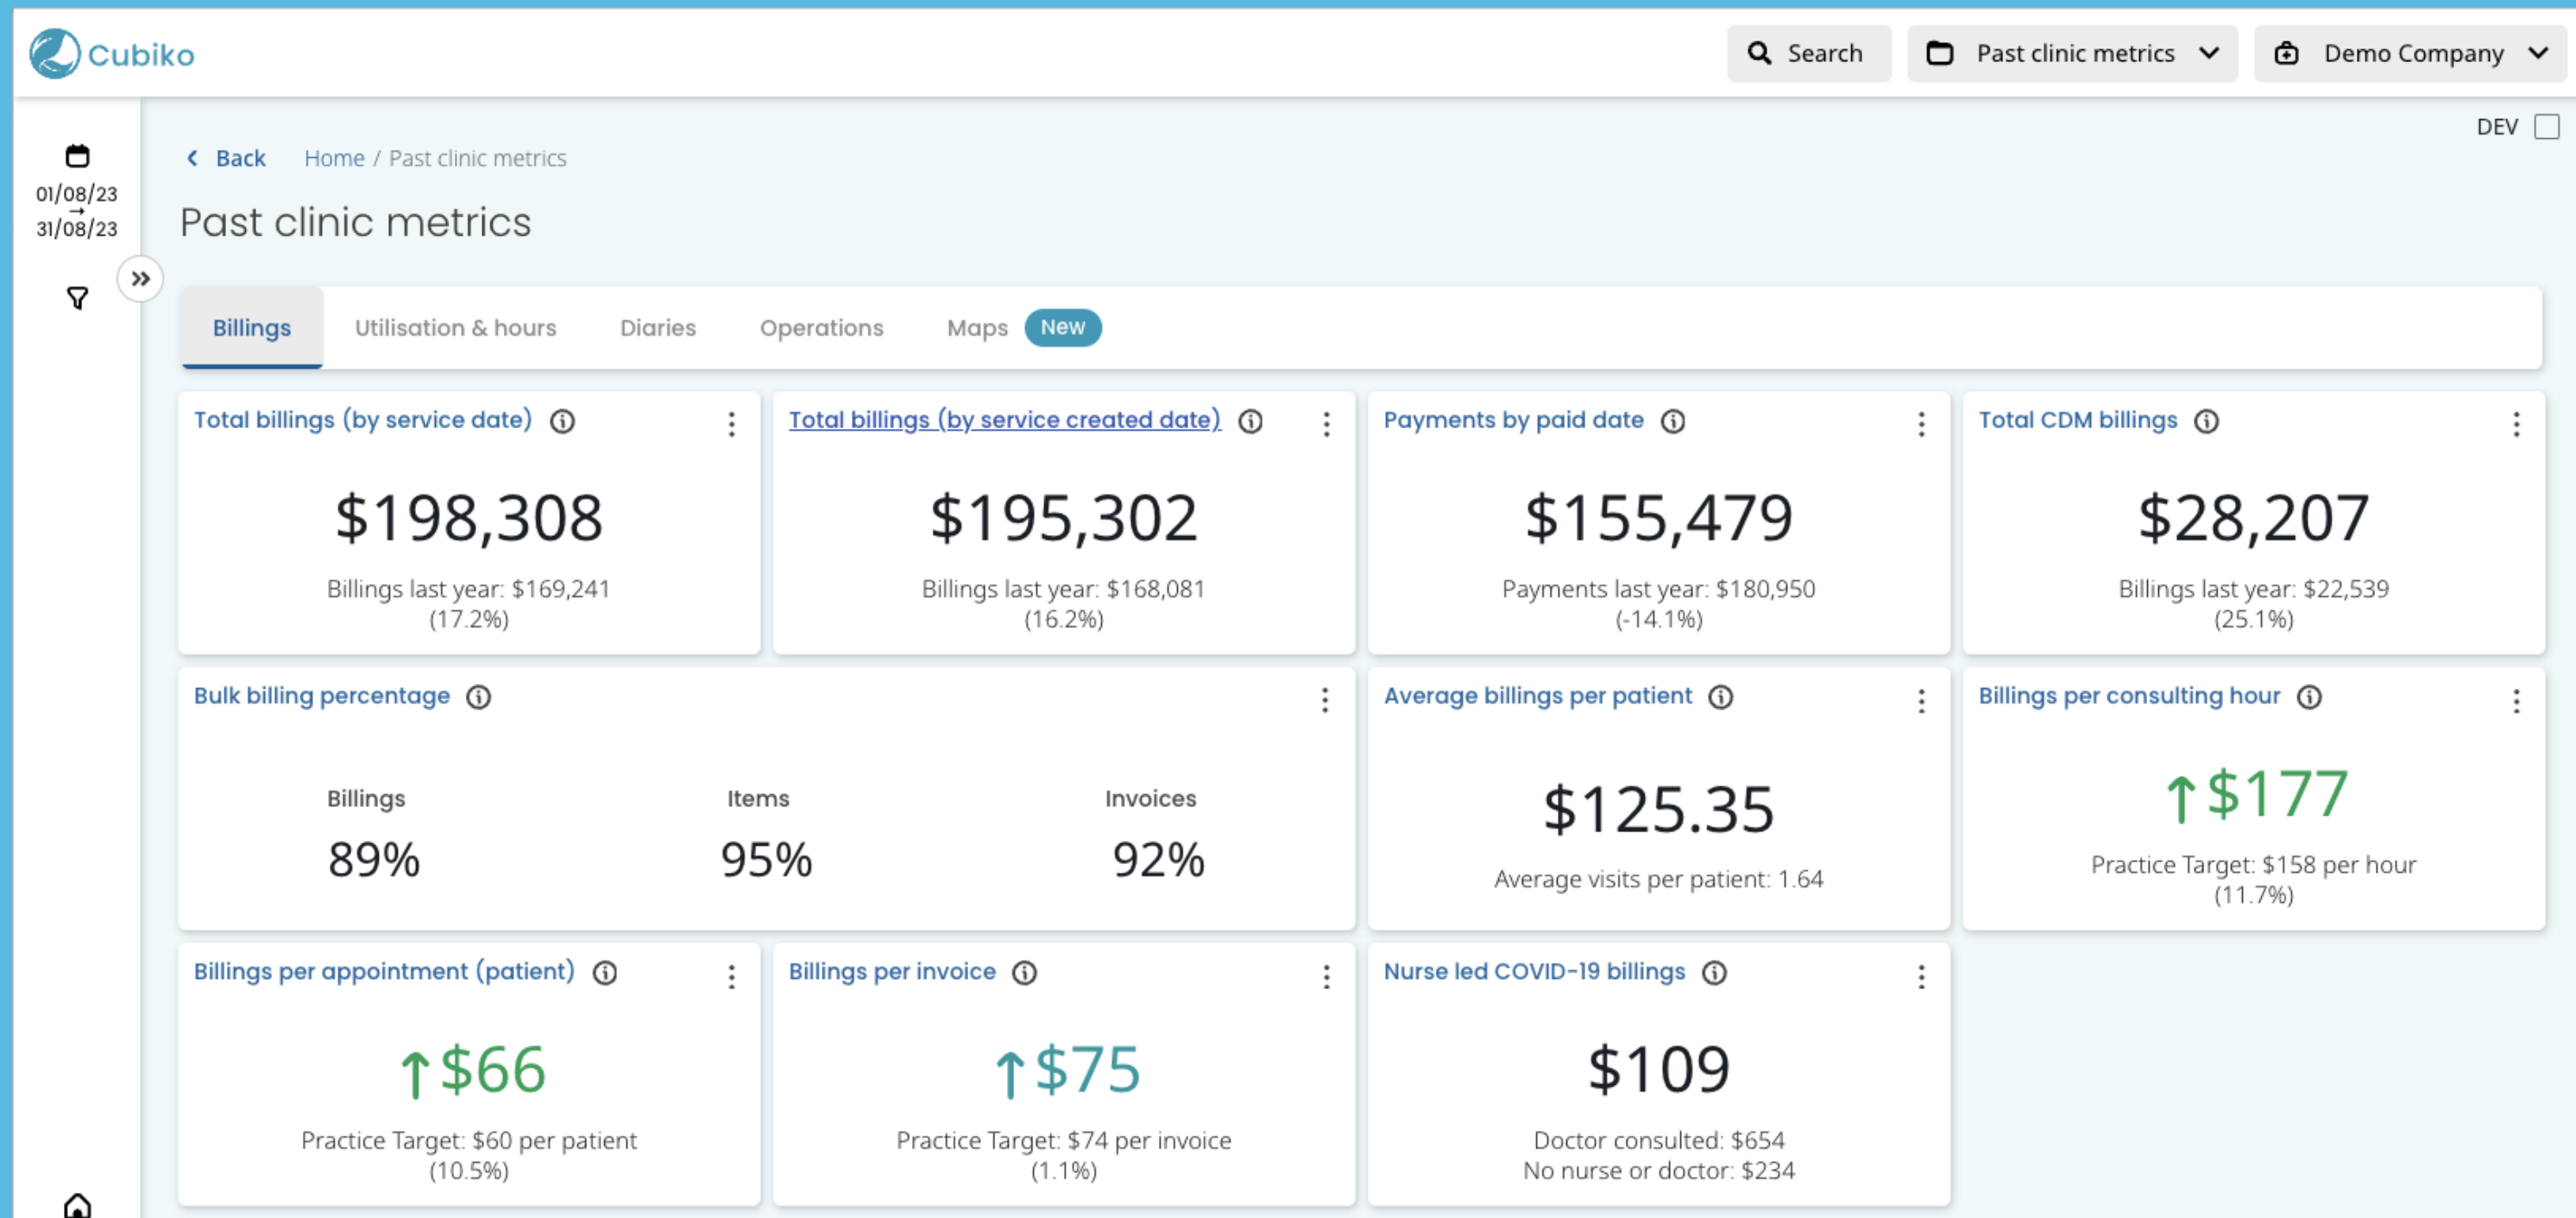 Cubiko
Search
Past clinic metrics
Demo Company
DEV
01/08/23
→
31/08/23
Back
Home / Past clinic metrics
Past clinic metrics
Billings
Utilisation & hours
Diaries
Operations
Maps
New
Total billings (by service date)
$198,308
Billings last year: $169,241
(17.2%)
Total billings (by service created date)
$195,302
Billings last year: $168,081
(16.2%)
Payments by paid date
$155,479
Payments last year: $180,950
(-14.1%)
Total CDM billings
$28,207
Billings last year: $22,539
(25.1%)
Bulk billing percentage
Billings
89%
Items
95%
Invoices
92%
Average billings per patient
$125.35
Average visits per patient: 1.64
Billings per consulting hour
↑$177
Practice Target: $158 per hour
(11.7%)
Billings per appointment (patient)
↑$66
Practice Target: $60 per patient
(10.5%)
Billings per invoice
↑$75
Practice Target: $74 per invoice
(1.1%)
Nurse led COVID-19 billings
$109
Doctor consulted: $654
No nurse or doctor: $234